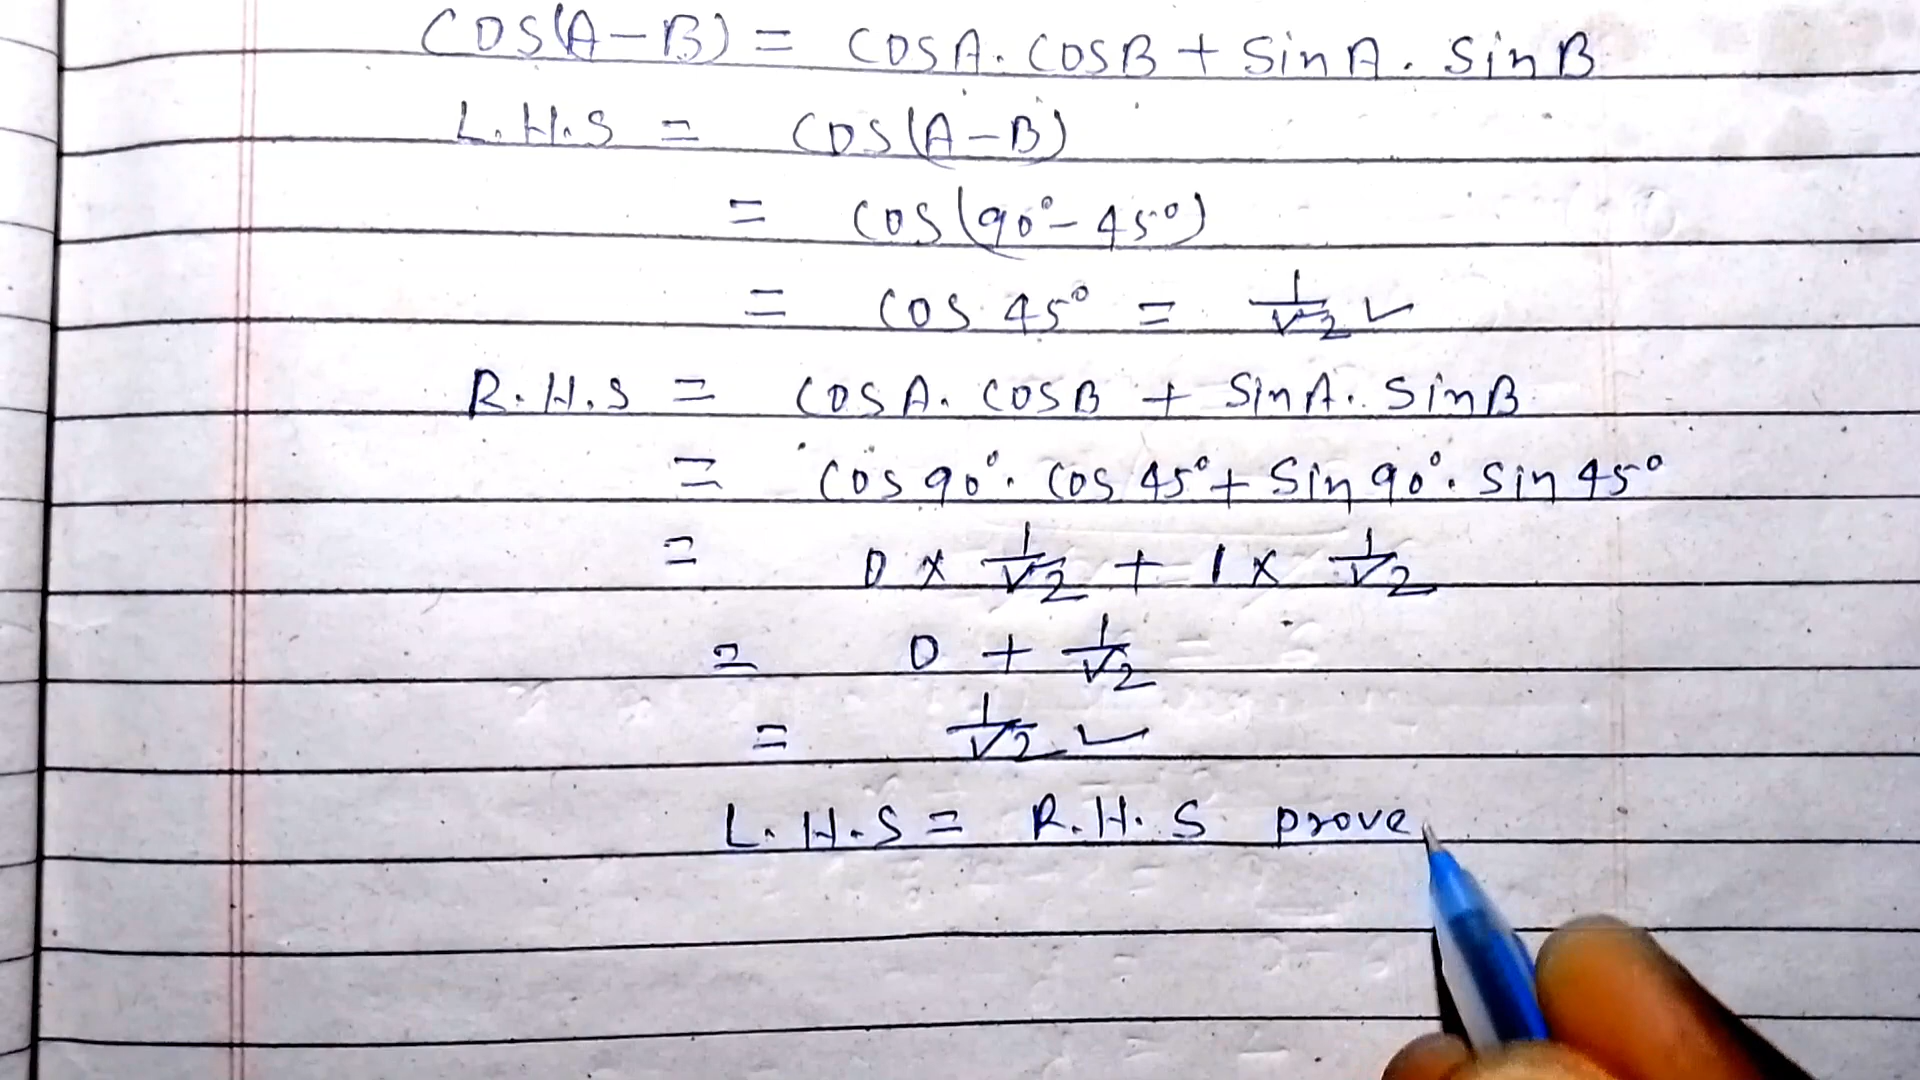 COS(A-B) = COSA. COSB + SinA. SinB
L.H.S = COS(A-B)
= COS(90°- 45°)
= COS 45° = 1/√2 ✓
R.H.S = COSA. COSB + SinA. SinB
= COS 90°. COS 45° + Sin 90°. Sin 45°
= 0 × 1/√2 + 1 × 1/√2
= 0 + 1/√2
= 1/√2 ✓
L.H.S = R.H.S prove